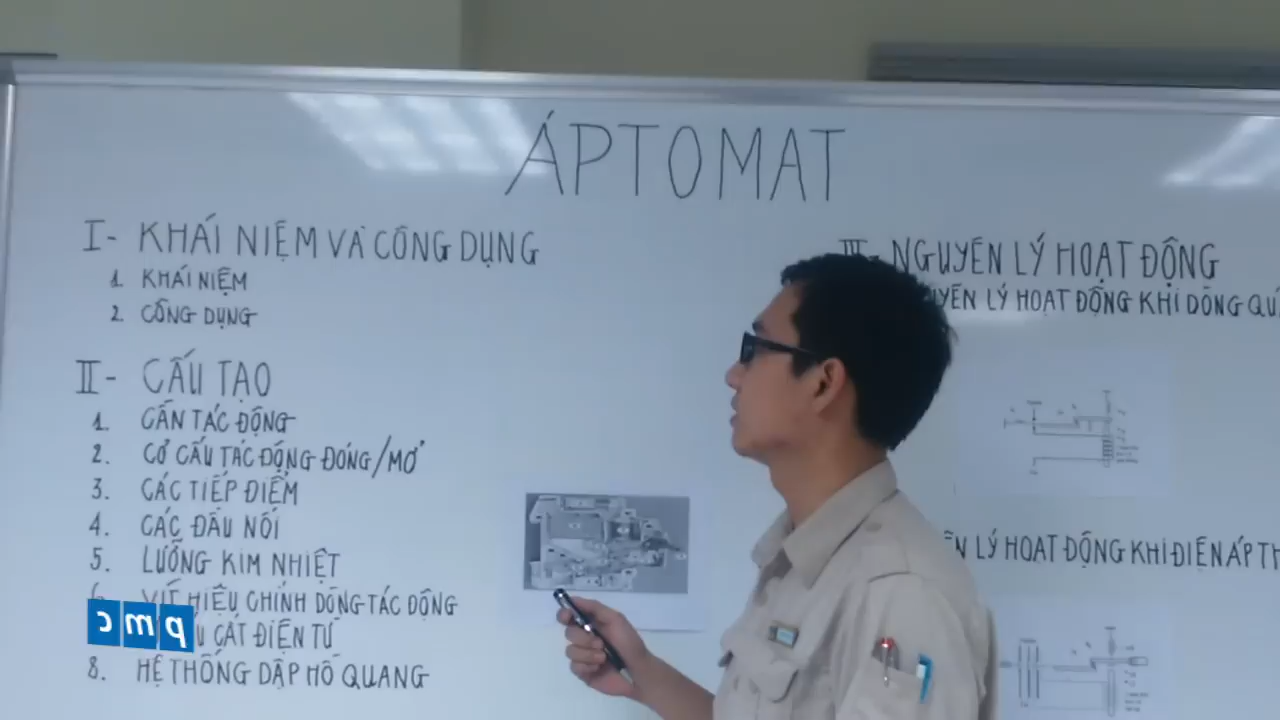 ÁPTOMAT
I- KHÁI NIỆM VÀ CÔNG DỤNG
1. KHÁI NIỆM
2. CÔNG DỤNG
II- CẤU TẠO
1. CẦN TÁC ĐỘNG
2. CƠ CẤU TÁC ĐỘNG ĐÓNG/MỞ
3. CÁC TIẾP ĐIỂM
4. CÁC ĐẦU NỐI
5. LƯỠNG KIM NHIỆT
VÍT HIỆU CHỈNH DÒNG TÁC ĐỘNG
CẮT ĐIỆN TỪ
8. HỆ THỐNG DẬP HỒ QUANG
III- NGUYÊN LÝ HOẠT ĐỘNG
LÝ HOẠT ĐỘNG KHI DÒNG
LÝ HOẠT ĐỘNG KHI ĐIỆN ÁP
pmc